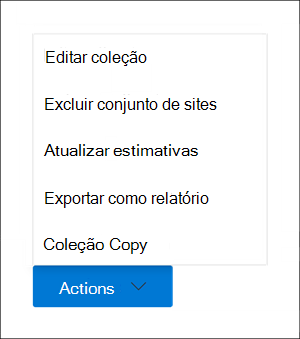 Editar coleção
Excluir conjunto de sites
Atualizar estimativas
Exportar como relatório
Coleção Copy
Actions